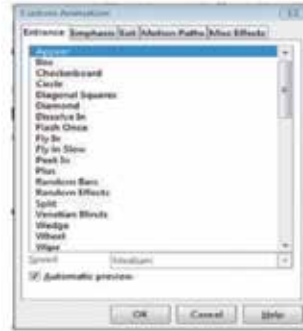 Custom Animation
Entrance Emphasis Exit Motion Paths Misc Effects
Appear
Box
Checkerboard
Circle
Diagonal Squares
Diamond
Dissolve In
Flash Once
Fly In
Fly In Slow
Peek In
Plus
Random Bars
Random Effects
Split
Venetian Blinds
Wedge
Wheel
Wipe
Speed Medium
Automatic preview
OK Cancel Help